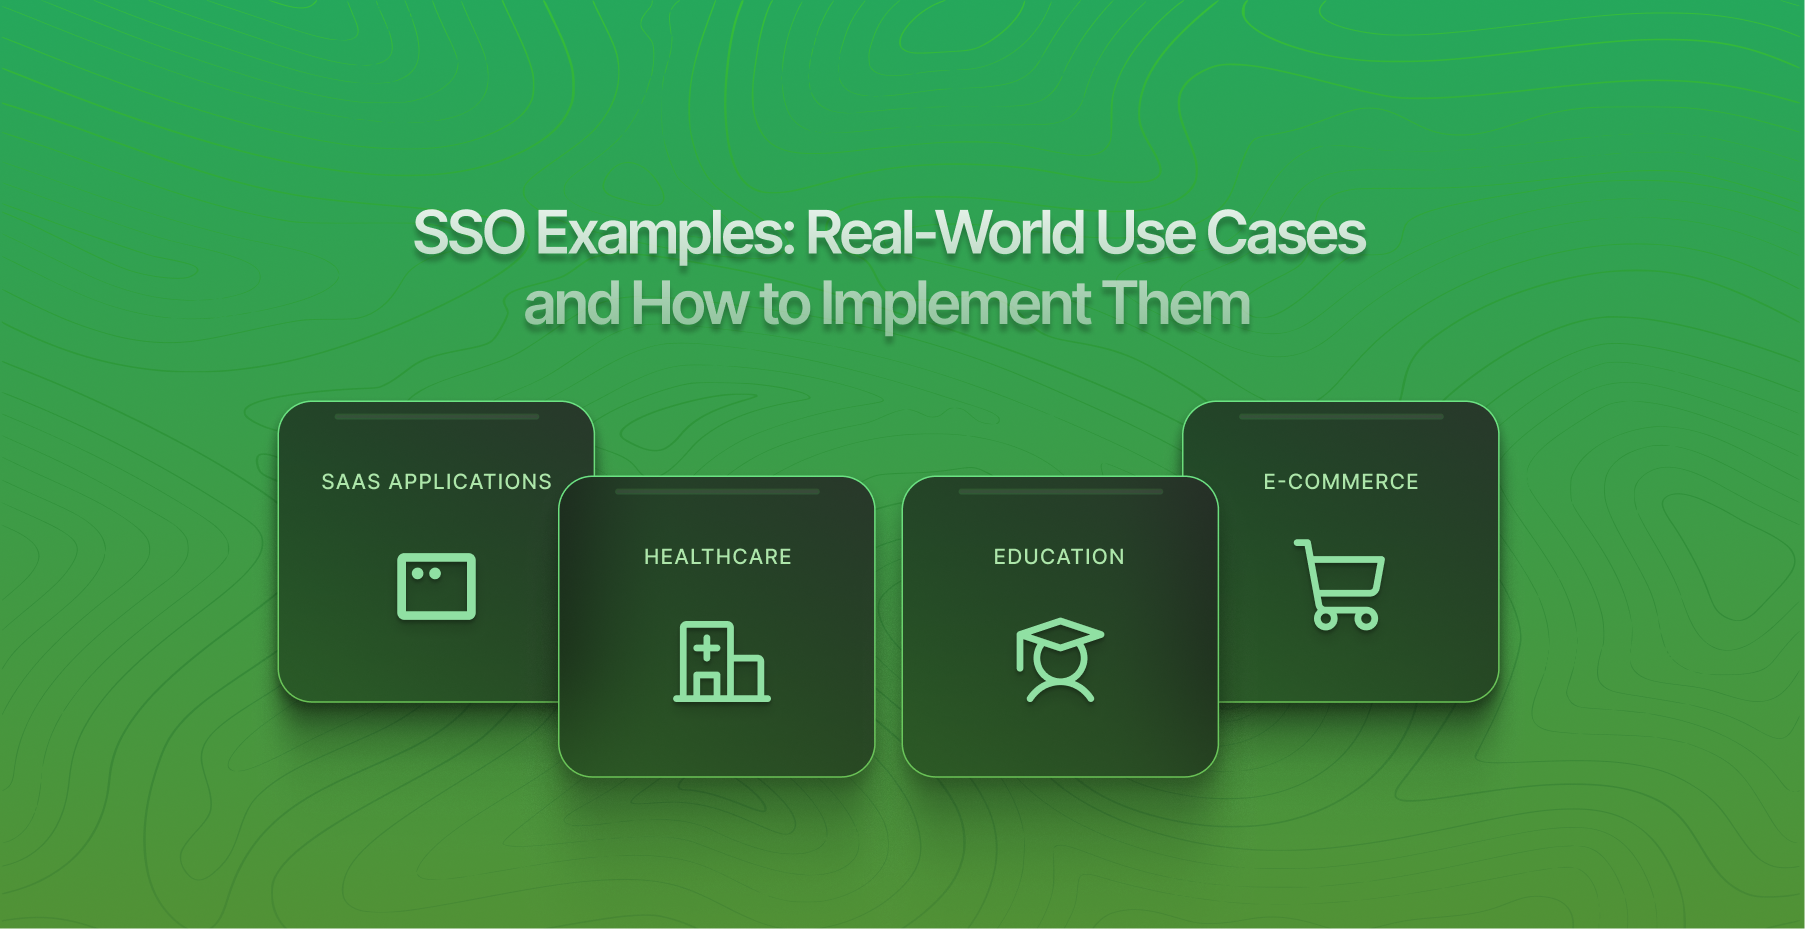 SSO Examples: Real-World Use Cases
and How to Implement Them
SAAS APPLICATIONS
HEALTHCARE
EDUCATION
E-COMMERCE